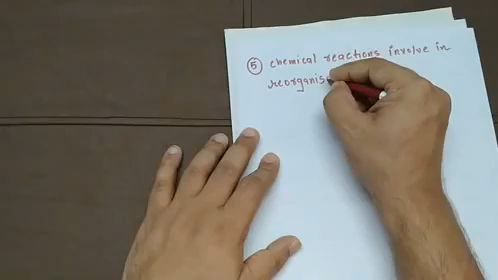 ⑤ chemical reactions involve in
reorganis